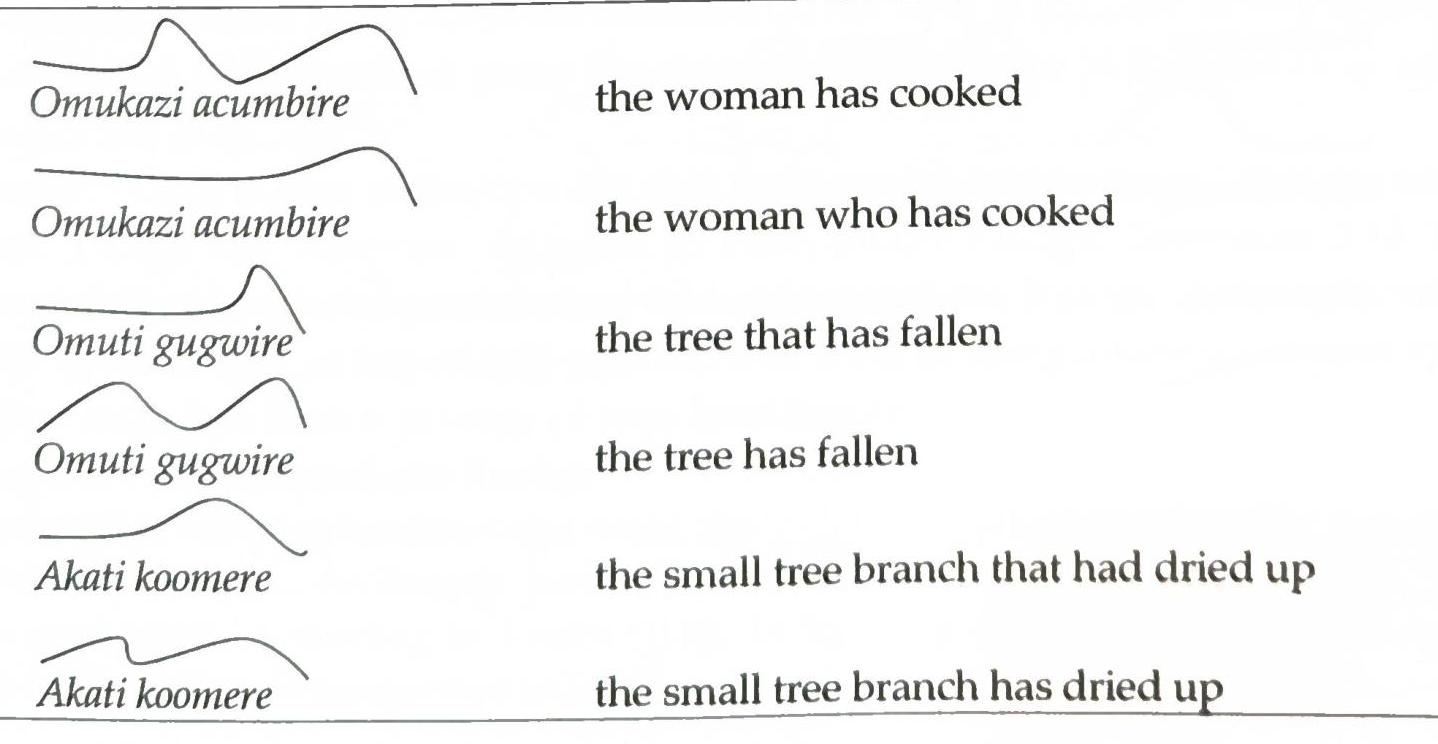 Omukazi acumbire the woman has cooked
Omukazi acumbire the woman who has cooked
Omuti gugwire the tree that has fallen
Omuti gugwire the tree has fallen
Akati koomere the small tree branch that had dried up
Akati koomere the small tree branch has dried up